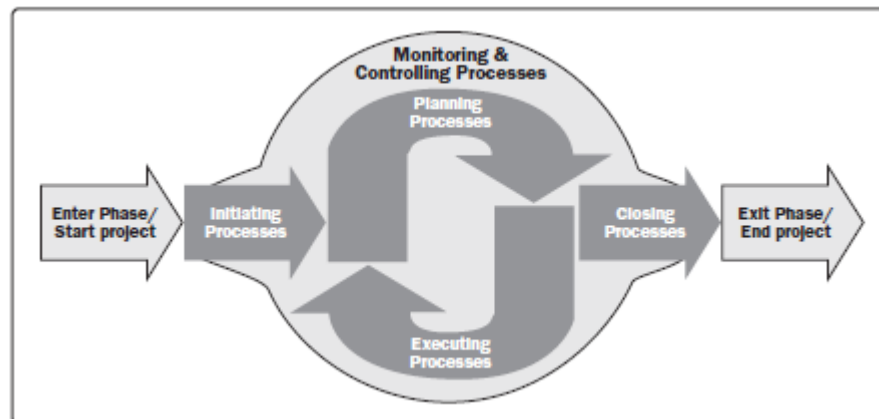 Monitoring &
Controlling Processes
Planning
Processes
Enter Phase/
Start project
Initiating
Processes
Closing
Processes
Exit Phase/
End project
Executing
Processes